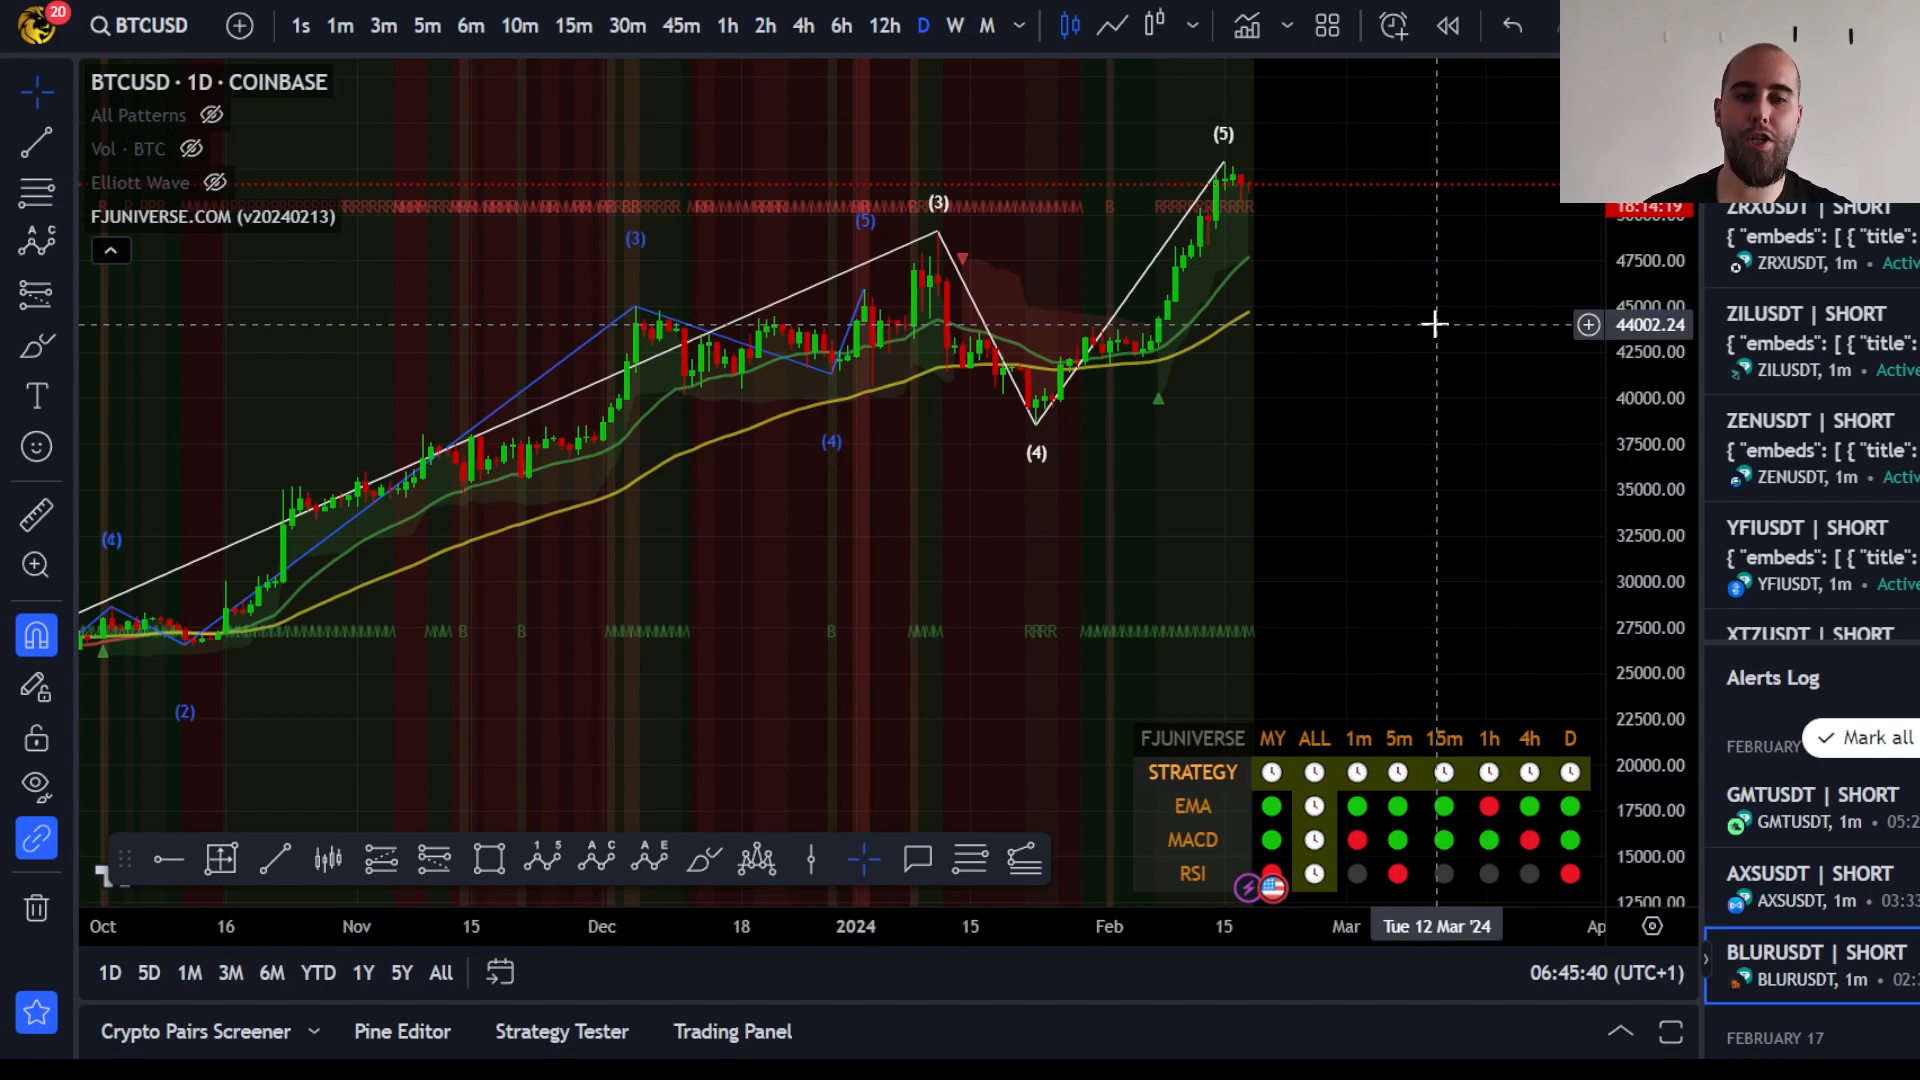 20
BTCUSD
1s 1m 3m 5m 6m 10m 15m 30m 45m 1h 2h 4h 6h 12h D W M
BTCUSD · 1D · COINBASE
All Patterns
Vol · BTC
Elliott Wave
FJUNIVERSE.COM (v20240213)
(5)
(3)
(5)
(3)
(4)
(4)
(2)
18:14:19
47500.00
45000.00
44002.24
42500.00
40000.00
37500.00
35000.00
32500.00
30000.00
27500.00
25000.00
22500.00
20000.00
17500.00
15000.00
12500.00
FJUNIVERSE MY ALL 1m 5m 15m 1h 4h D
STRATEGY
EMA
MACD
RSI
Oct 16 Nov 15 Dec 18 2024 15 Feb 15 Mar Tue 12 Mar '24 Ap
1D 5D 1M 3M 6M YTD 1Y 5Y All
06:45:40 (UTC+1)
Crypto Pairs Screener Pine Editor Strategy Tester Trading Panel
ZRXUSDT | SHORT
{ "embeds": [ { "title":
ZRXUSDT, 1m • Activ
ZILUSDT | SHORT
{ "embeds": [ { "title":
ZILUSDT, 1m • Active
ZENUSDT | SHORT
{ "embeds": [ { "title":
ZENUSDT, 1m • Activ
YFIUSDT | SHORT
{ "embeds": [ { "title":
YFIUSDT, 1m • Active
XTZUSDT | SHORT
Alerts Log
FEBRUARY
Mark all
GMTUSDT | SHORT
GMTUSDT, 1m • 05:2
AXSUSDT | SHORT
AXSUSDT, 1m • 03:33
BLURUSDT | SHORT
BLURUSDT, 1m • 02:
FEBRUARY 17